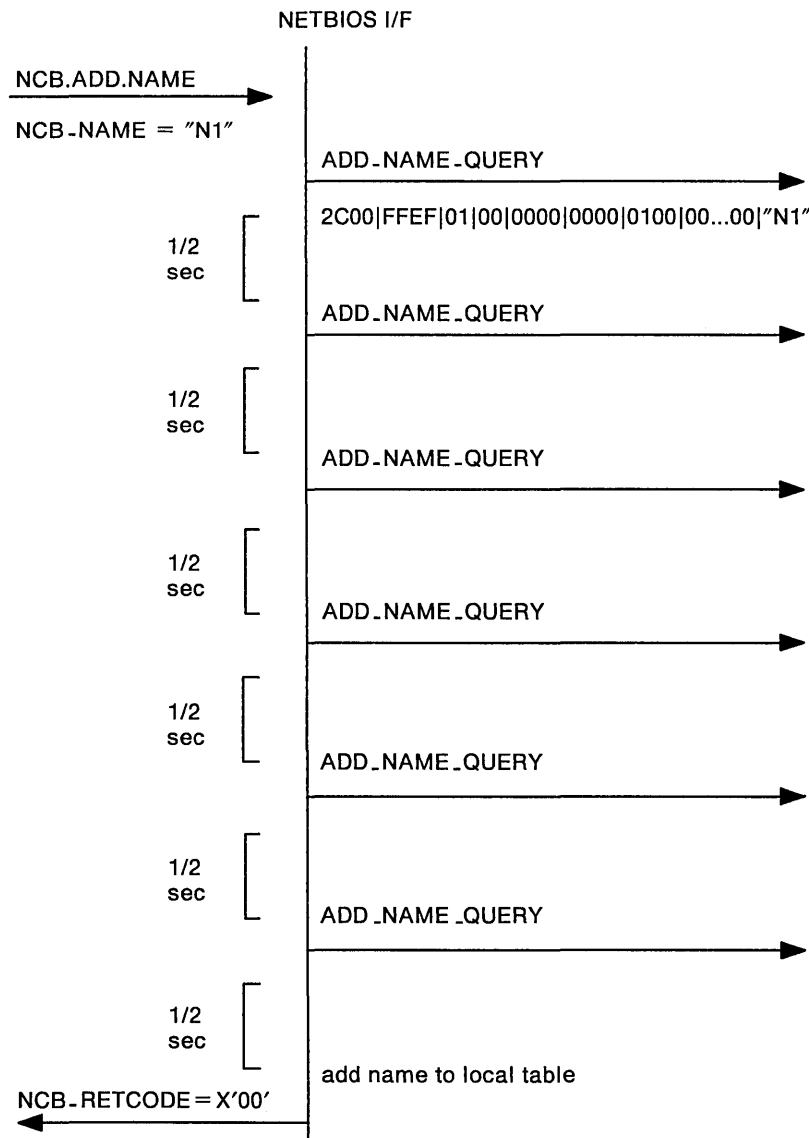 NETBIOS I/F
NCB.ADD.NAME
NCB_NAME = "N1"
ADD_NAME_QUERY
2C00|FFEF|01|00|0000|0000|0100|00...00|"N1"
1/2
sec
ADD_NAME_QUERY
1/2
sec
ADD_NAME_QUERY
1/2
sec
ADD_NAME_QUERY
1/2
sec
ADD_NAME_QUERY
1/2
sec
ADD_NAME_QUERY
1/2
sec
add name to local table
NCB_RETCODE=X'00'